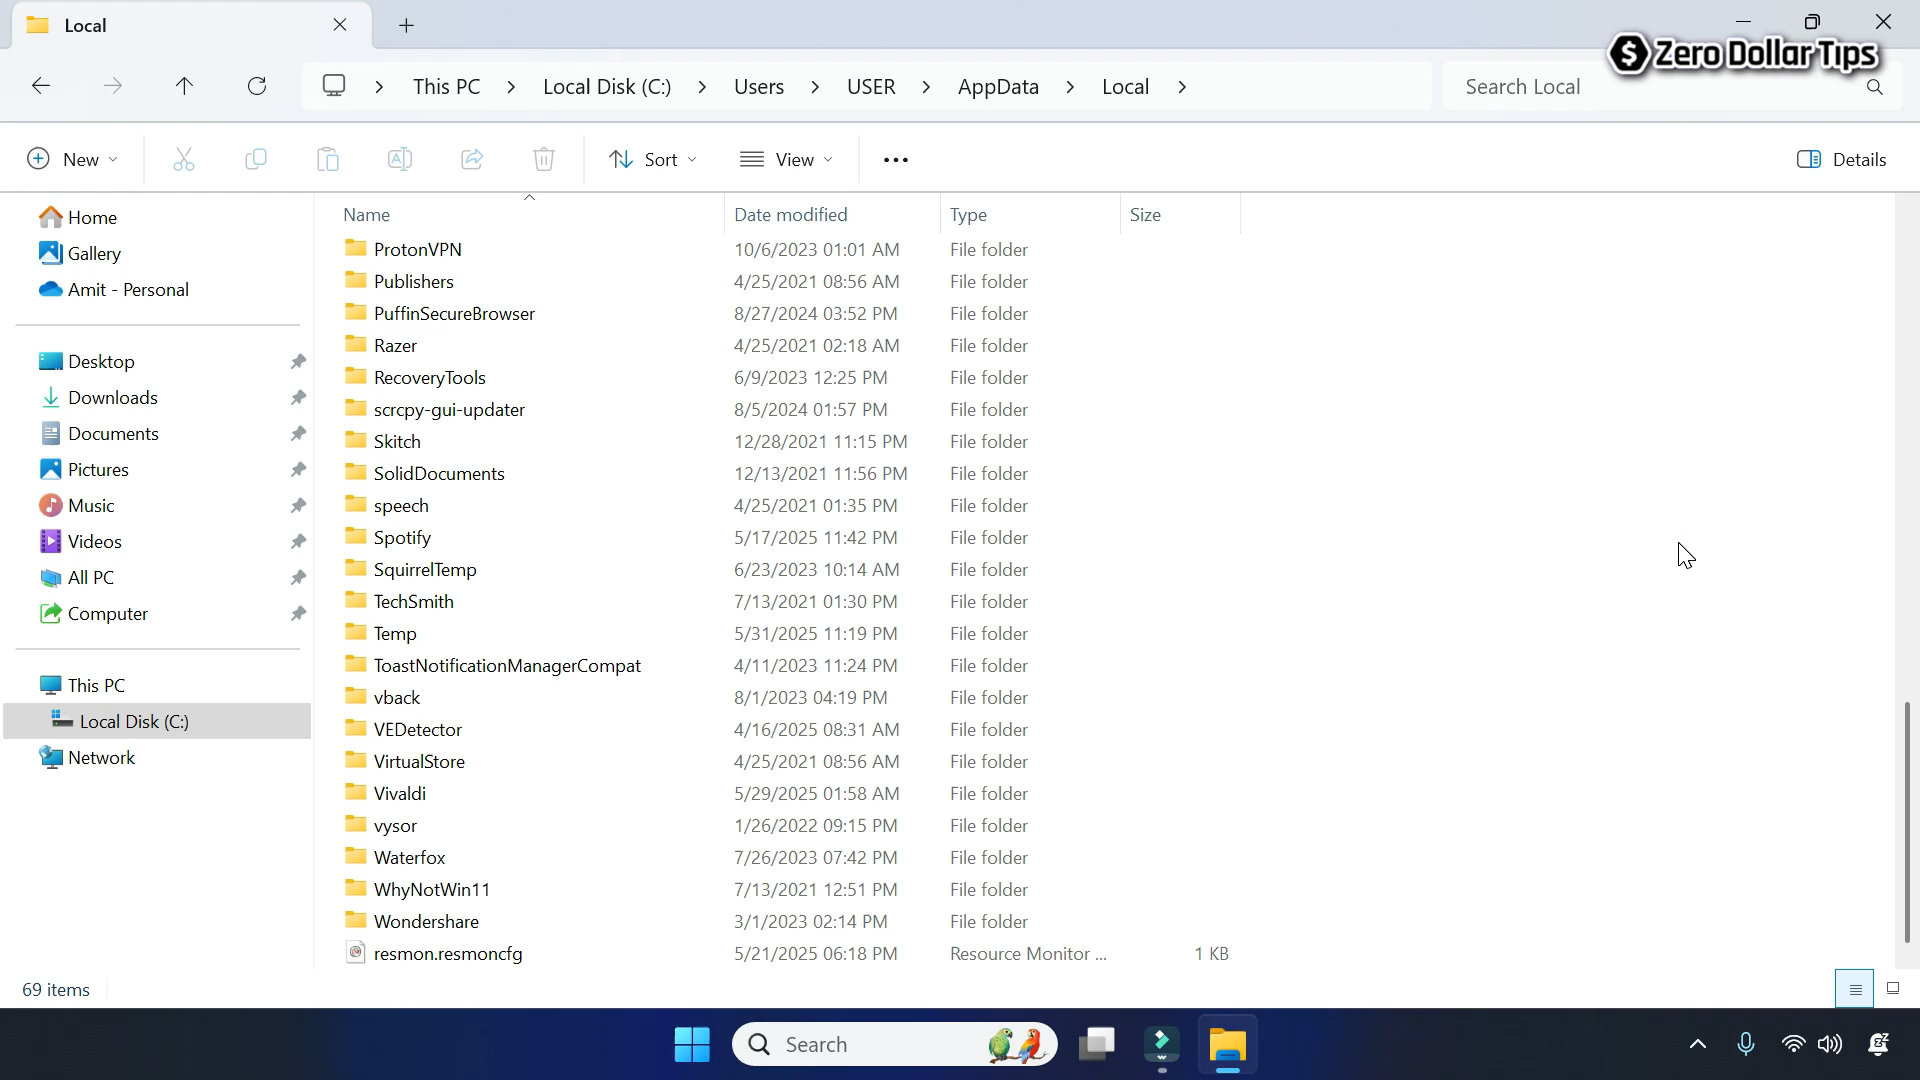 Local
Zero Dollar Tips
This PC > Local Disk (C:) > Users > USER > AppData > Local >
Search Local
New
Sort
View
Details
Home
Gallery
Amit - Personal
Desktop
Downloads
Documents
Pictures
Music
Videos
All PC
Computer
This PC
Local Disk (C:)
Network
Name Date modified Type Size
ProtonVPN 10/6/2023 01:01 AM File folder
Publishers 4/25/2021 08:56 AM File folder
PuffinSecureBrowser 8/27/2024 03:52 PM File folder
Razer 4/25/2021 02:18 AM File folder
RecoveryTools 6/9/2023 12:25 PM File folder
scrcpy-gui-updater 8/5/2024 01:57 PM File folder
Skitch 12/28/2021 11:15 PM File folder
SolidDocuments 12/13/2021 11:56 PM File folder
speech 4/25/2021 01:35 PM File folder
Spotify 5/17/2025 11:42 PM File folder
SquirrelTemp 6/23/2023 10:14 AM File folder
TechSmith 7/13/2021 01:30 PM File folder
Temp 5/31/2025 11:19 PM File folder
ToastNotificationManagerCompat 4/11/2023 11:24 PM File folder
vback 8/1/2023 04:19 PM File folder
VEDetector 4/16/2025 08:31 AM File folder
VirtualStore 4/25/2021 08:56 AM File folder
Vivaldi 5/29/2025 01:58 AM File folder
vysor 1/26/2022 09:15 PM File folder
Waterfox 7/26/2023 07:42 PM File folder
WhyNotWin11 7/13/2021 12:51 PM File folder
Wondershare 3/1/2023 02:14 PM File folder
resmon.resmoncfg 5/21/2025 06:18 PM Resource Monitor ... 1 KB
69 items
Search